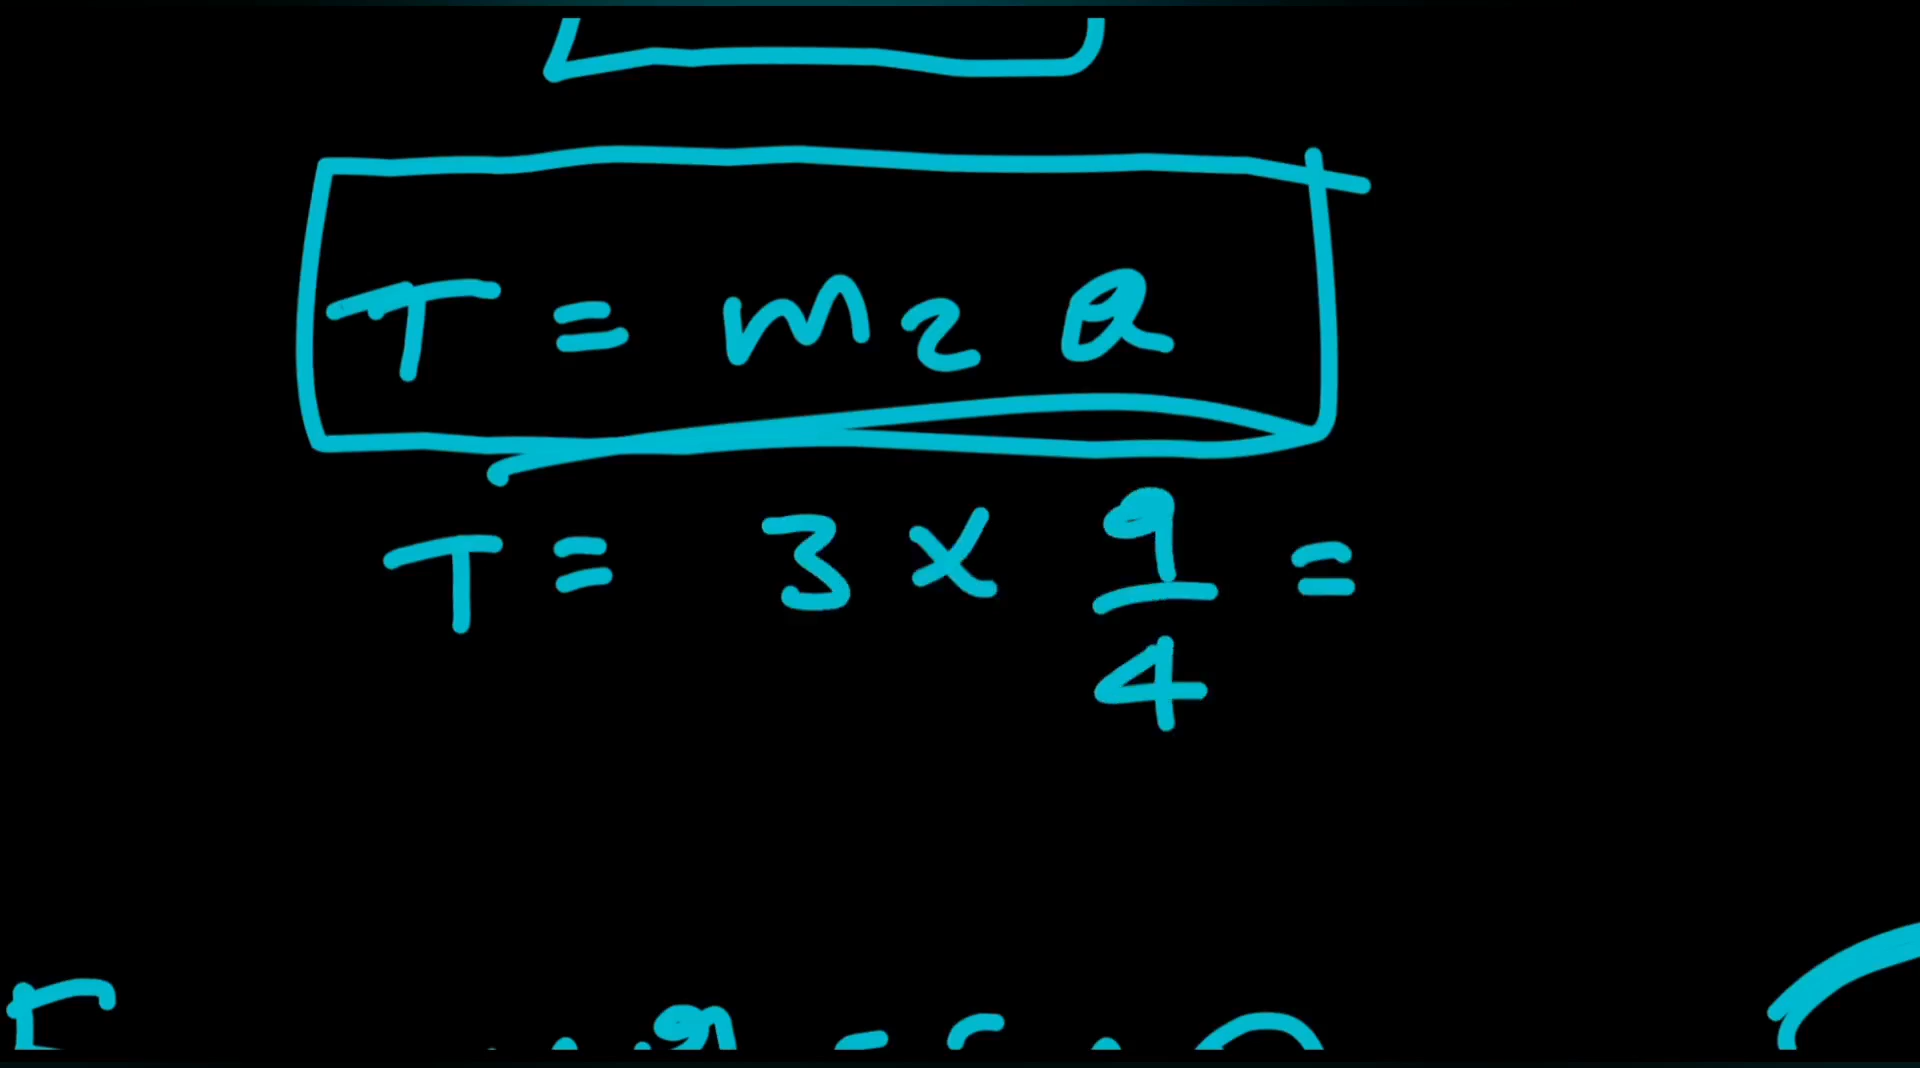 T = m2 a
T = 3 × 9/4 =